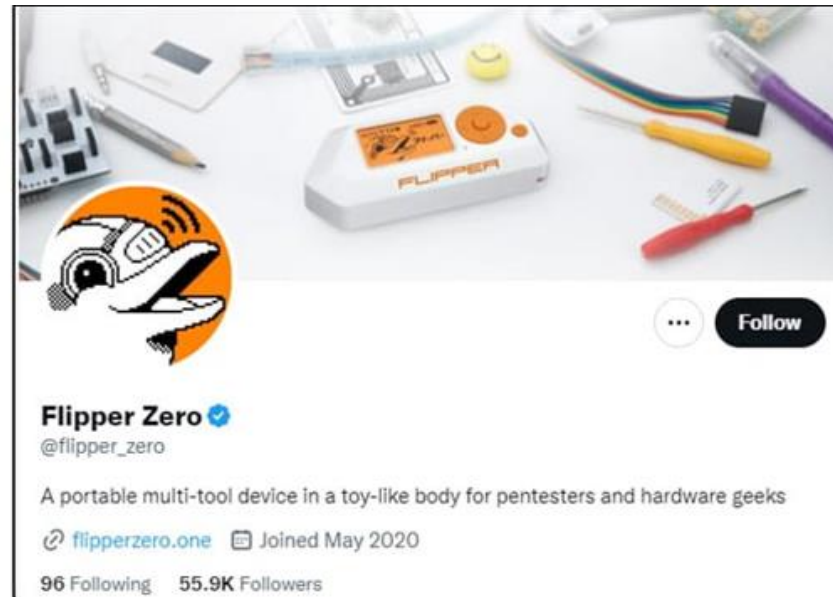 FLIPPER
Follow
Flipper Zero
@flipper_zero
A portable multi-tool device in a toy-like body for pentesters and hardware geeks
flipperzero.one Joined May 2020
96 Following 55.9K Followers